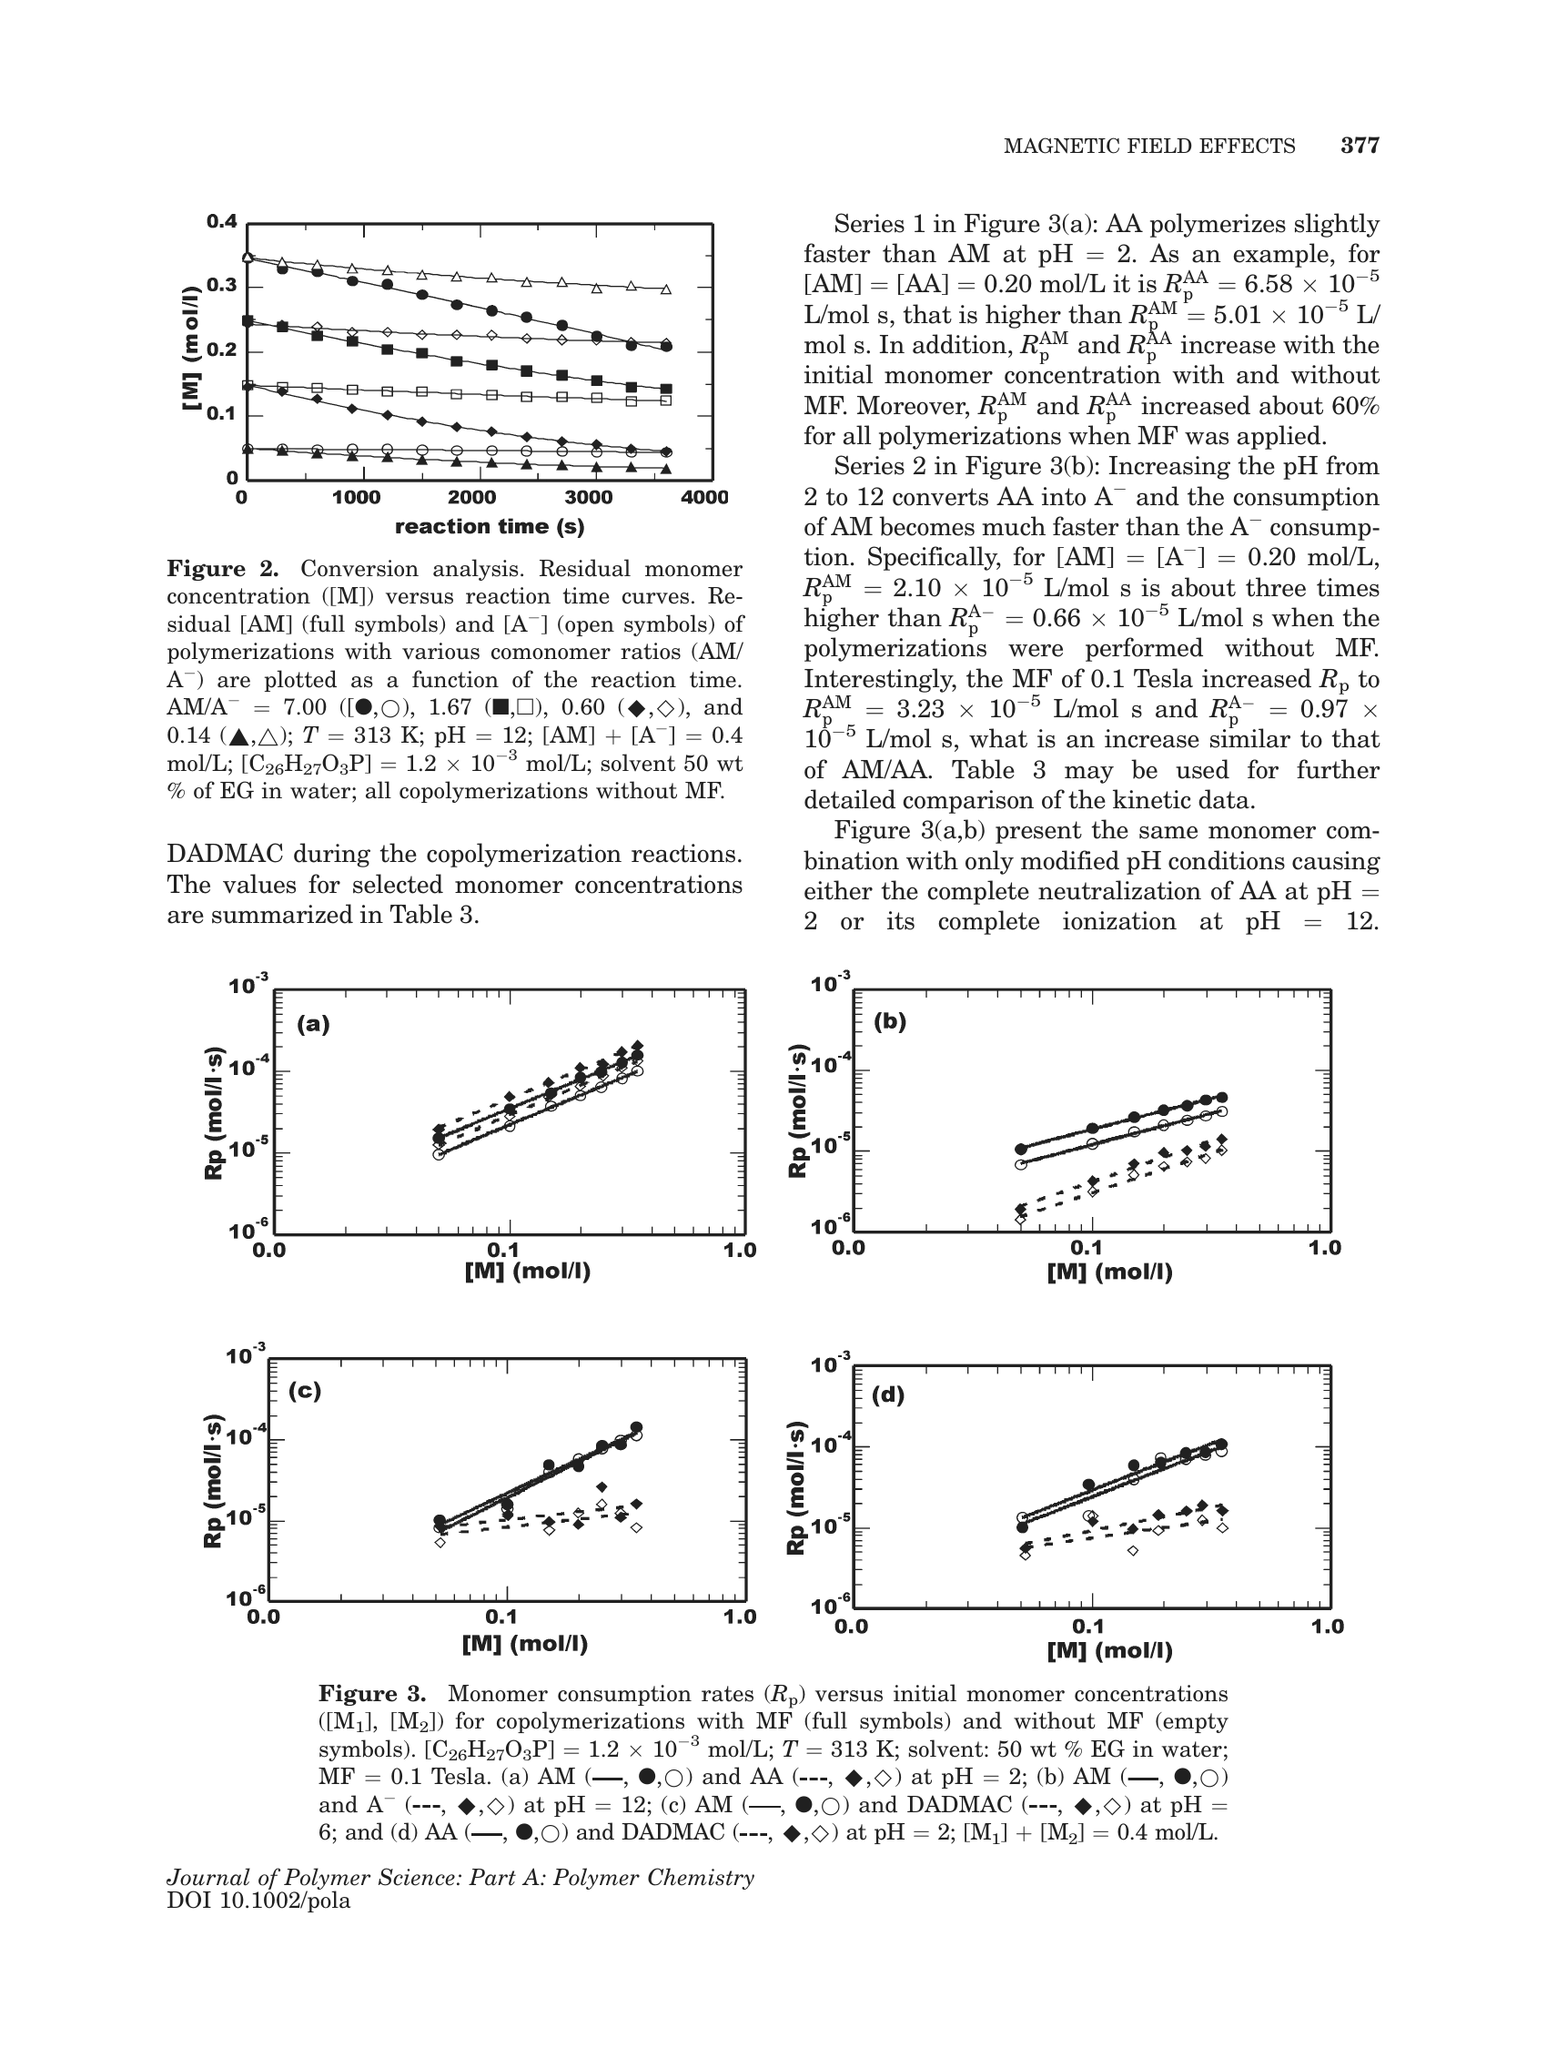 MAGNETIC FIELD EFFECTS 377
0.4
0.3
0.2
0.1
0
[M] (mol/l)
0 1000 2000 3000 4000
reaction time (s)
Figure 2. Conversion analysis. Residual monomer
concentration ([M]) versus reaction time curves. Re-
sidual [AM] (full symbols) and [A⁻] (open symbols) of
polymerizations with various comonomer ratios (AM/
A⁻) are plotted as a function of the reaction time.
AM/A⁻ = 7.00 ([●,○), 1.67 (■,□), 0.60 (◆,◇), and
0.14 (▲,△); T = 313 K; pH = 12; [AM] + [A⁻] = 0.4
mol/L; [C₂₆H₂₇O₃P] = 1.2 × 10⁻³ mol/L; solvent 50 wt
% of EG in water; all copolymerizations without MF.
DADMAC during the copolymerization reactions.
The values for selected monomer concentrations
are summarized in Table 3.
Series 1 in Figure 3(a): AA polymerizes slightly
faster than AM at pH = 2. As an example, for
[AM] = [AA] = 0.20 mol/L it is RpAA = 6.58 × 10⁻⁵
L/mol s, that is higher than RpAM = 5.01 × 10⁻⁵ L/
mol s. In addition, RpAM and RpAA increase with the
initial monomer concentration with and without
MF. Moreover, RpAM and RpAA increased about 60%
for all polymerizations when MF was applied.
Series 2 in Figure 3(b): Increasing the pH from
2 to 12 converts AA into A⁻ and the consumption
of AM becomes much faster than the A⁻ consump-
tion. Specifically, for [AM] = [A⁻] = 0.20 mol/L,
RpAM = 2.10 × 10⁻⁵ L/mol s is about three times
higher than RpA− = 0.66 × 10⁻⁵ L/mol s when the
polymerizations were performed without MF.
Interestingly, the MF of 0.1 Tesla increased Rp to
RpAM = 3.23 × 10⁻⁵ L/mol s and RpA− = 0.97 ×
10⁻⁵ L/mol s, what is an increase similar to that
of AM/AA. Table 3 may be used for further
detailed comparison of the kinetic data.
Figure 3(a,b) present the same monomer com-
bination with only modified pH conditions causing
either the complete neutralization of AA at pH =
2 or its complete ionization at pH = 12.
(a)
10⁻³
10⁻⁴
10⁻⁵
10⁻⁶
Rp (mol/l·s)
0.0 0.1 1.0
[M] (mol/l)
(b)
10⁻³
10⁻⁴
10⁻⁵
10⁻⁶
Rp (mol/l·s)
0.0 0.1 1.0
[M] (mol/l)
(c)
10⁻³
10⁻⁴
10⁻⁵
10⁻⁶
Rp (mol/l·s)
0.0 0.1 1.0
[M] (mol/l)
(d)
10⁻³
10⁻⁴
10⁻⁵
10⁻⁶
Rp (mol/l·s)
0.0 0.1 1.0
[M] (mol/l)
Figure 3. Monomer consumption rates (Rp) versus initial monomer concentrations
([M₁], [M₂]) for copolymerizations with MF (full symbols) and without MF (empty
symbols). [C₂₆H₂₇O₃P] = 1.2 × 10⁻³ mol/L; T = 313 K; solvent: 50 wt % EG in water;
MF = 0.1 Tesla. (a) AM (—, ●,○) and AA (---, ◆,◇) at pH = 2; (b) AM (—, ●,○)
and A⁻ (---, ◆,◇) at pH = 12; (c) AM (—, ●,○) and DADMAC (---, ◆,◇) at pH =
6; and (d) AA (—, ●,○) and DADMAC (---, ◆,◇) at pH = 2; [M₁] + [M₂] = 0.4 mol/L.
Journal of Polymer Science: Part A: Polymer Chemistry
DOI 10.1002/pola